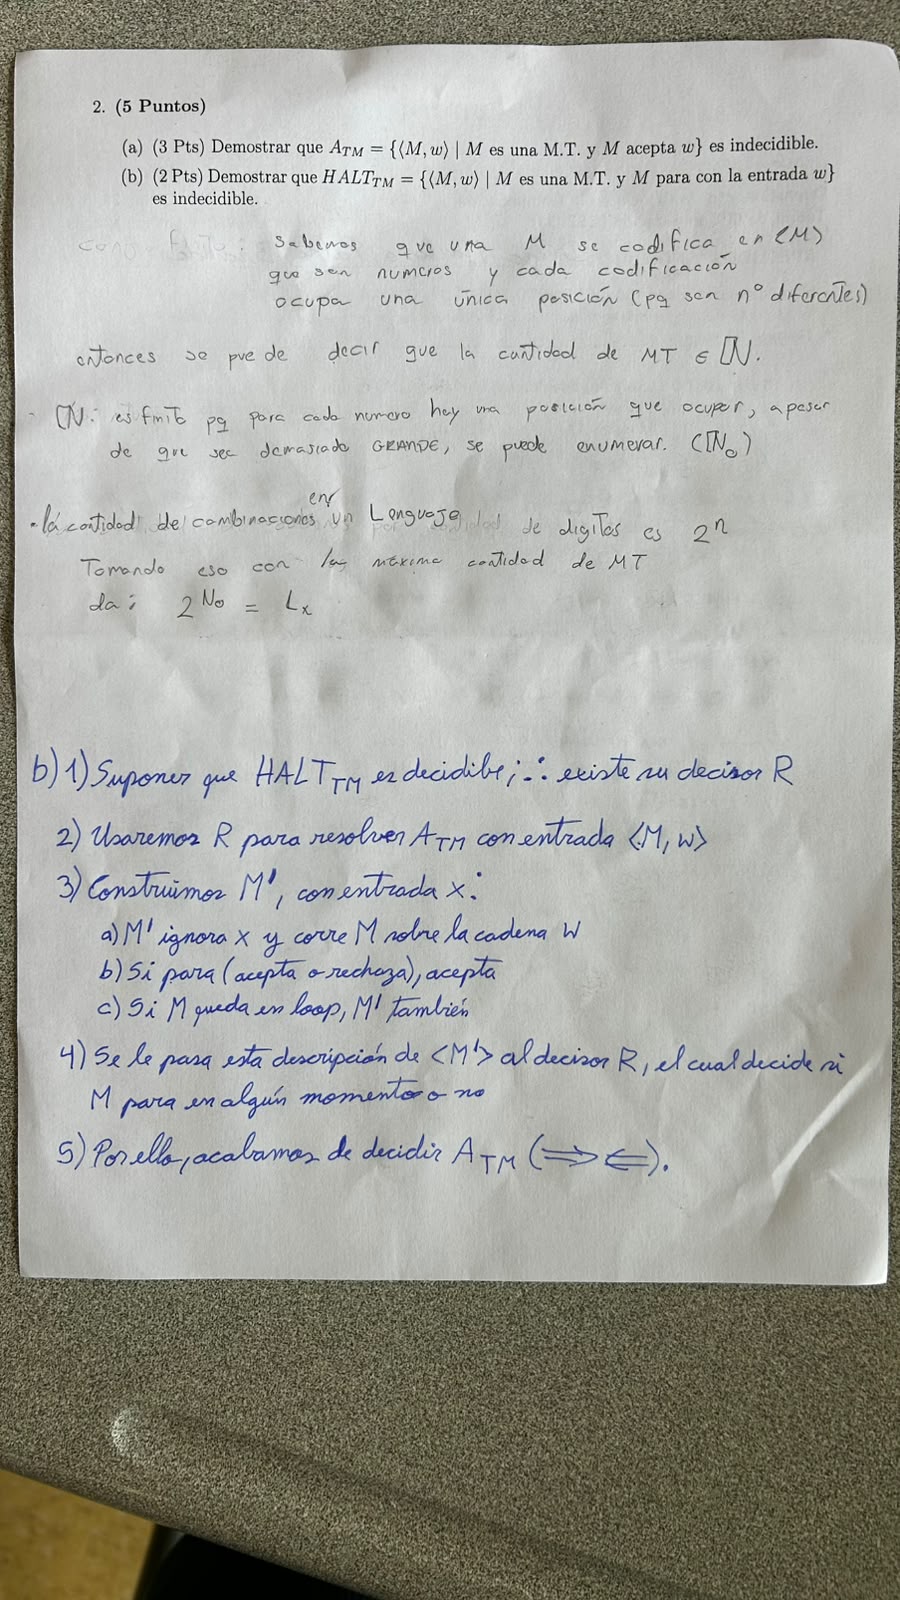 2. (5 Puntos)
(a) (3 Pts) Demostrar que A_TM = {⟨M, w⟩ | M es una M.T. y M acepta w} es indecidible.
(b) (2 Pts) Demostrar que HALT_TM = {⟨M, w⟩ | M es una M.T. y M para con la entrada w}
es indecidible.
Sabemos que una M se codifica en ⟨M⟩
que son numeros y cada codificación
ocupa una única posición (pq son nº diferentes)
entonces se puede decir que la cantidad de MT ∈ ℕ.
ℕ: es finito pq para cada numero hay una posición que ocupar, a pesar
de que sea demasiado GRANDE, se puede enumerar. (ℕ₀)
• la cantidad de combinaciones en un Lenguaje de digitos es 2ⁿ
Tomando eso con la máxima cantidad de MT
da: 2^ℕ₀ = Lₓ
b) 1) Suponer que HALT_TM es decidible; ∴ existe su decisor R
2) Usaremos R para resolver A_TM con entrada ⟨M, w⟩
3) Construimos M', con entrada x:
a) M' ignora x y corre M sobre la cadena w
b) Si para (acepta o rechaza), acepta
c) Si M queda en loop, M' también
4) Se le pasa esta descripción de ⟨M'⟩ al decisor R, el cual decide si
M para en algún momento o no
5) Por ello, acabamos de decidir A_TM (⇒⇐).